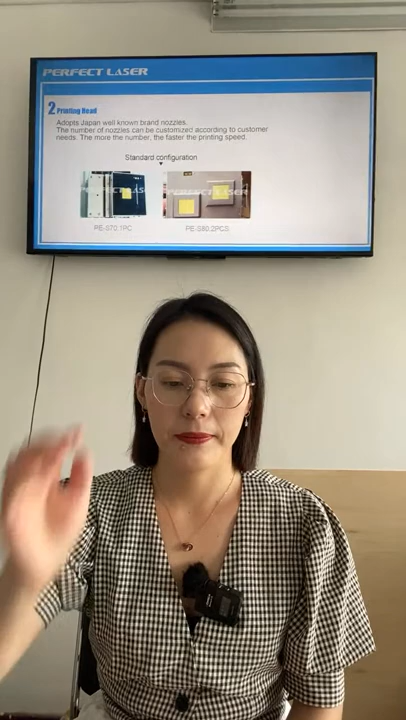 PERFECT LASER
2 Printing Head
Adopts Japan well known brand nozzles.
The number of nozzles can be customized according to customer
needs. The more the number, the faster the printing speed.
Standard configuration
PE-S70:1PC
PE-S80:2PCS